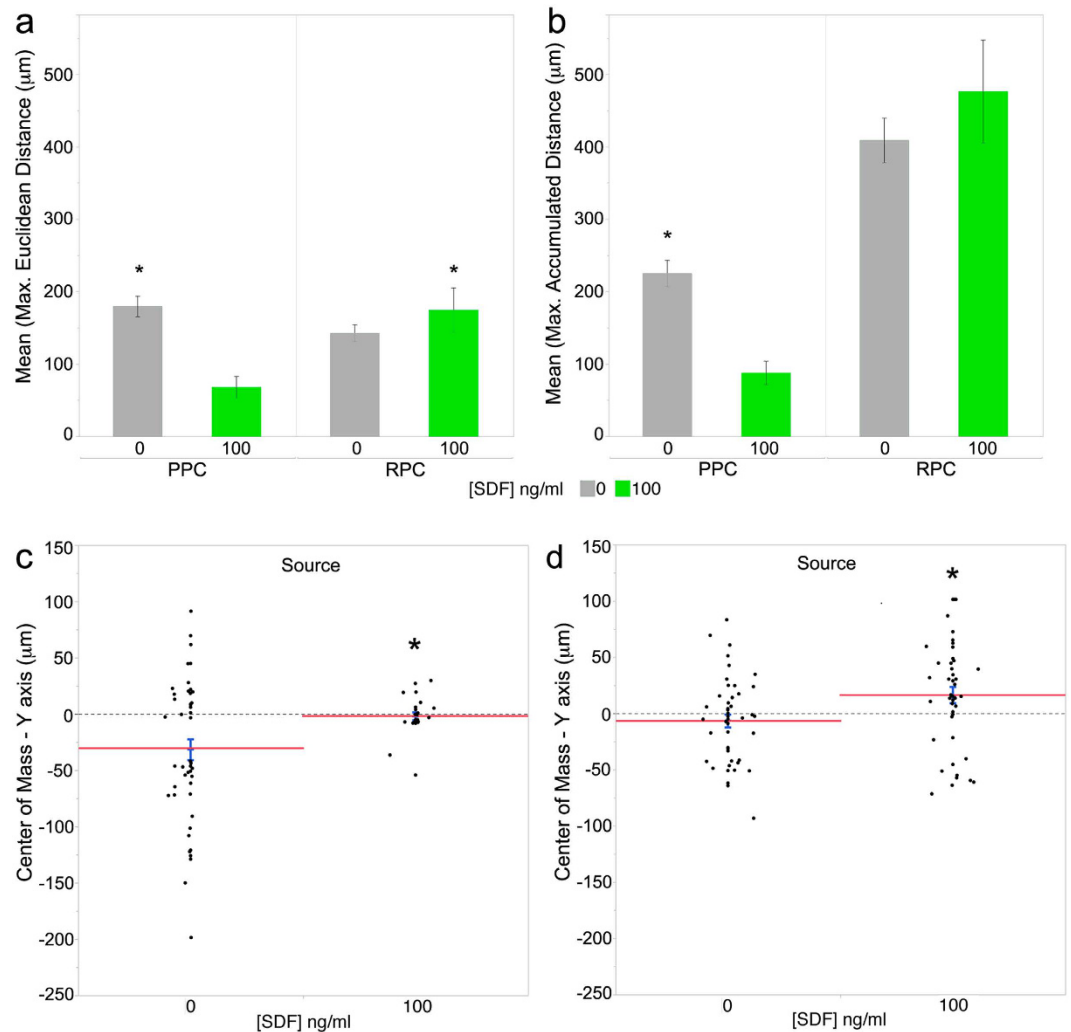 a
Mean (Max. Euclidean Distance (μm)
500
400
300
200
100
0
*
*
0 100 0 100
PPC RPC
b
Mean (Max. Accumulated Distance (μm)
500
400
300
200
100
0
*
0 100 0 100
PPC RPC
[SDF] ng/ml 0 100
c
Center of Mass - Y axis (μm)
150
100
50
0
-50
-100
-150
-200
-250
Source
*
0 100
[SDF] ng/ml
d
Center of Mass - Y axis (μm)
150
100
50
0
-50
-100
-150
-200
-250
Source
*
0 100
[SDF] ng/ml